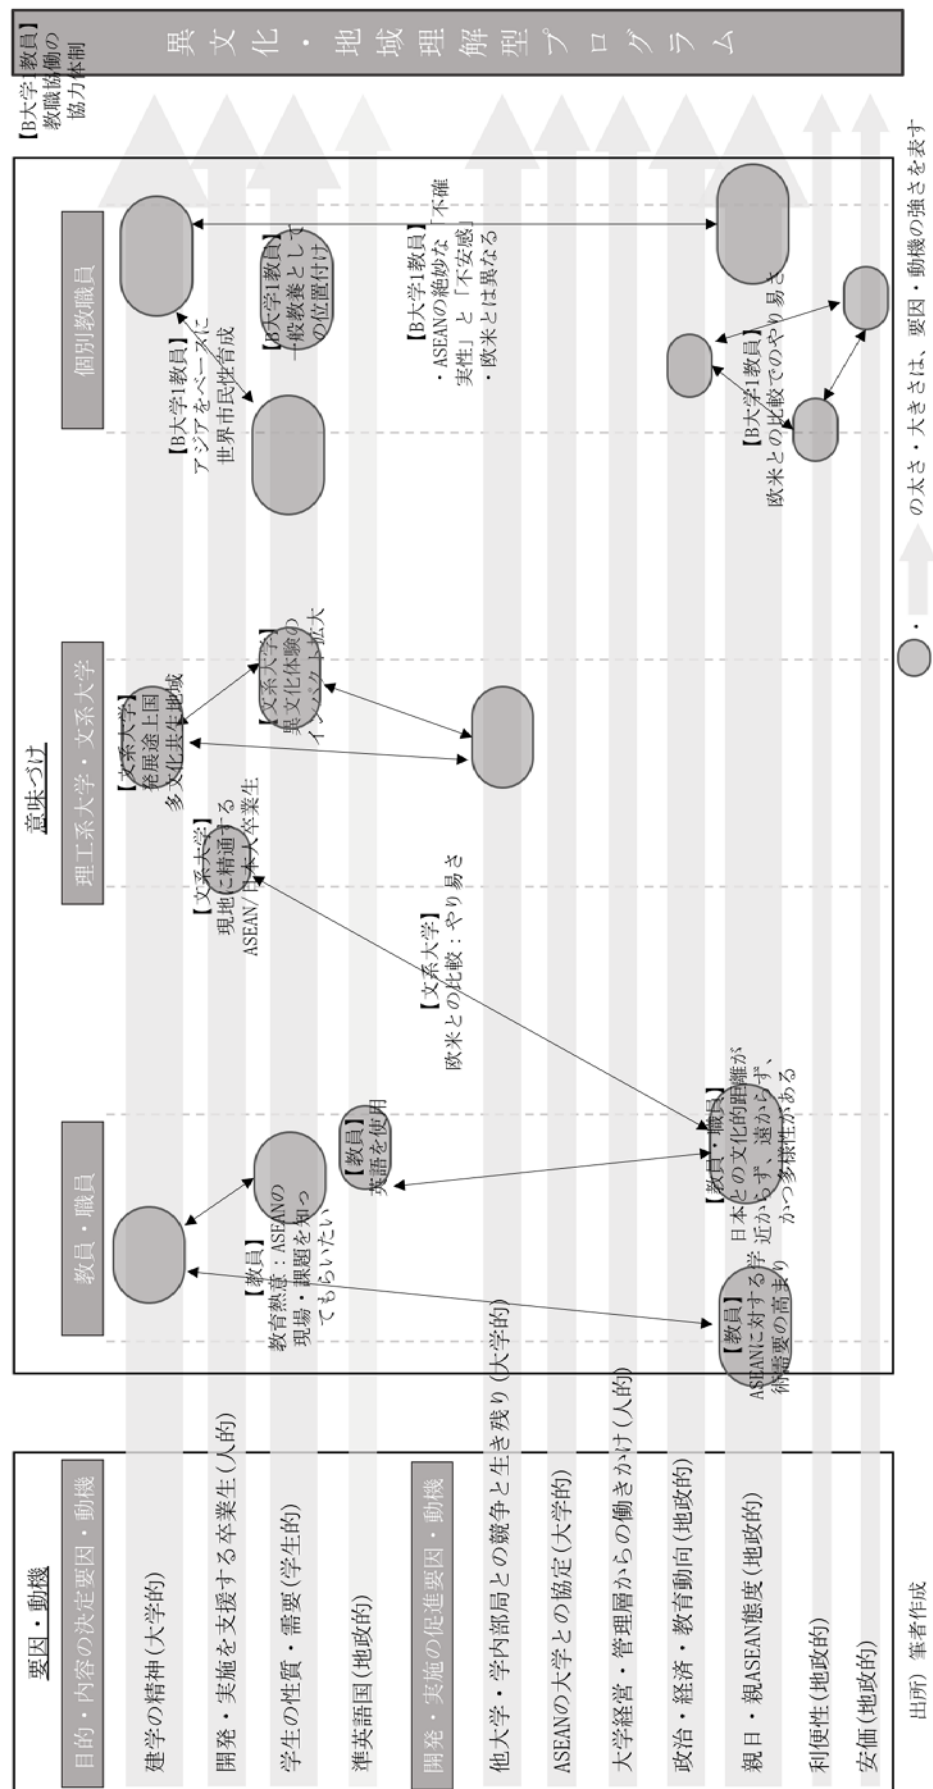 要因・動機
目的・内容の決定要因・動機
建学の精神(大学的)
開発・実施を支援する卒業生(人的)
学生の性質・需要(学生的)
準英語国(地政的)
開発・実施の促進要因・動機
他大学・学内部局との競争と生き残り(大学的)
ASEANの大学との協定(大学的)
大学経営・管理層からの働きかけ(人的)
政治・経済・教育動向(地政的)
親日・親ASEAN態度(地政的)
利便性(地政的)
安価(地政的)
意味づけ
教員・職員
【教員】
教育熱意：ASEANの
現場・課題を知っ
てもらいたい
【教員】
英語を使用
【教員】
ASEANに対する学
術需要の高まり
【教員・職員】
日本との文化的距離が
近からず、遠からず、
かつ多様性がある
理工系大学・文系大学
【文系大学】
発展途上国
多文化共生地域
【文系大学】
現地に精通する
ASEAN/日本人卒業生
【文系大学】
異文化体験の
インパクト拡大
【文系大学】
欧米との比較：やり易さ
個別教職員
【B大学1教員】
アジアをベースに
世界市民性育成
【B大学1教員】
一般教養として
の位置付け
【B大学1教員】
・ASEANの絶妙な「不確
実性」と「不安感」
・欧米とは異なる
【B大学1教員】
欧米との比較でのやり易さ
【B大学1教員】
教職協働の
協力体制
異文化・地域理解型プログラム
・
の太さ・大きさは、要因・動機の強さを表す
出所）筆者作成